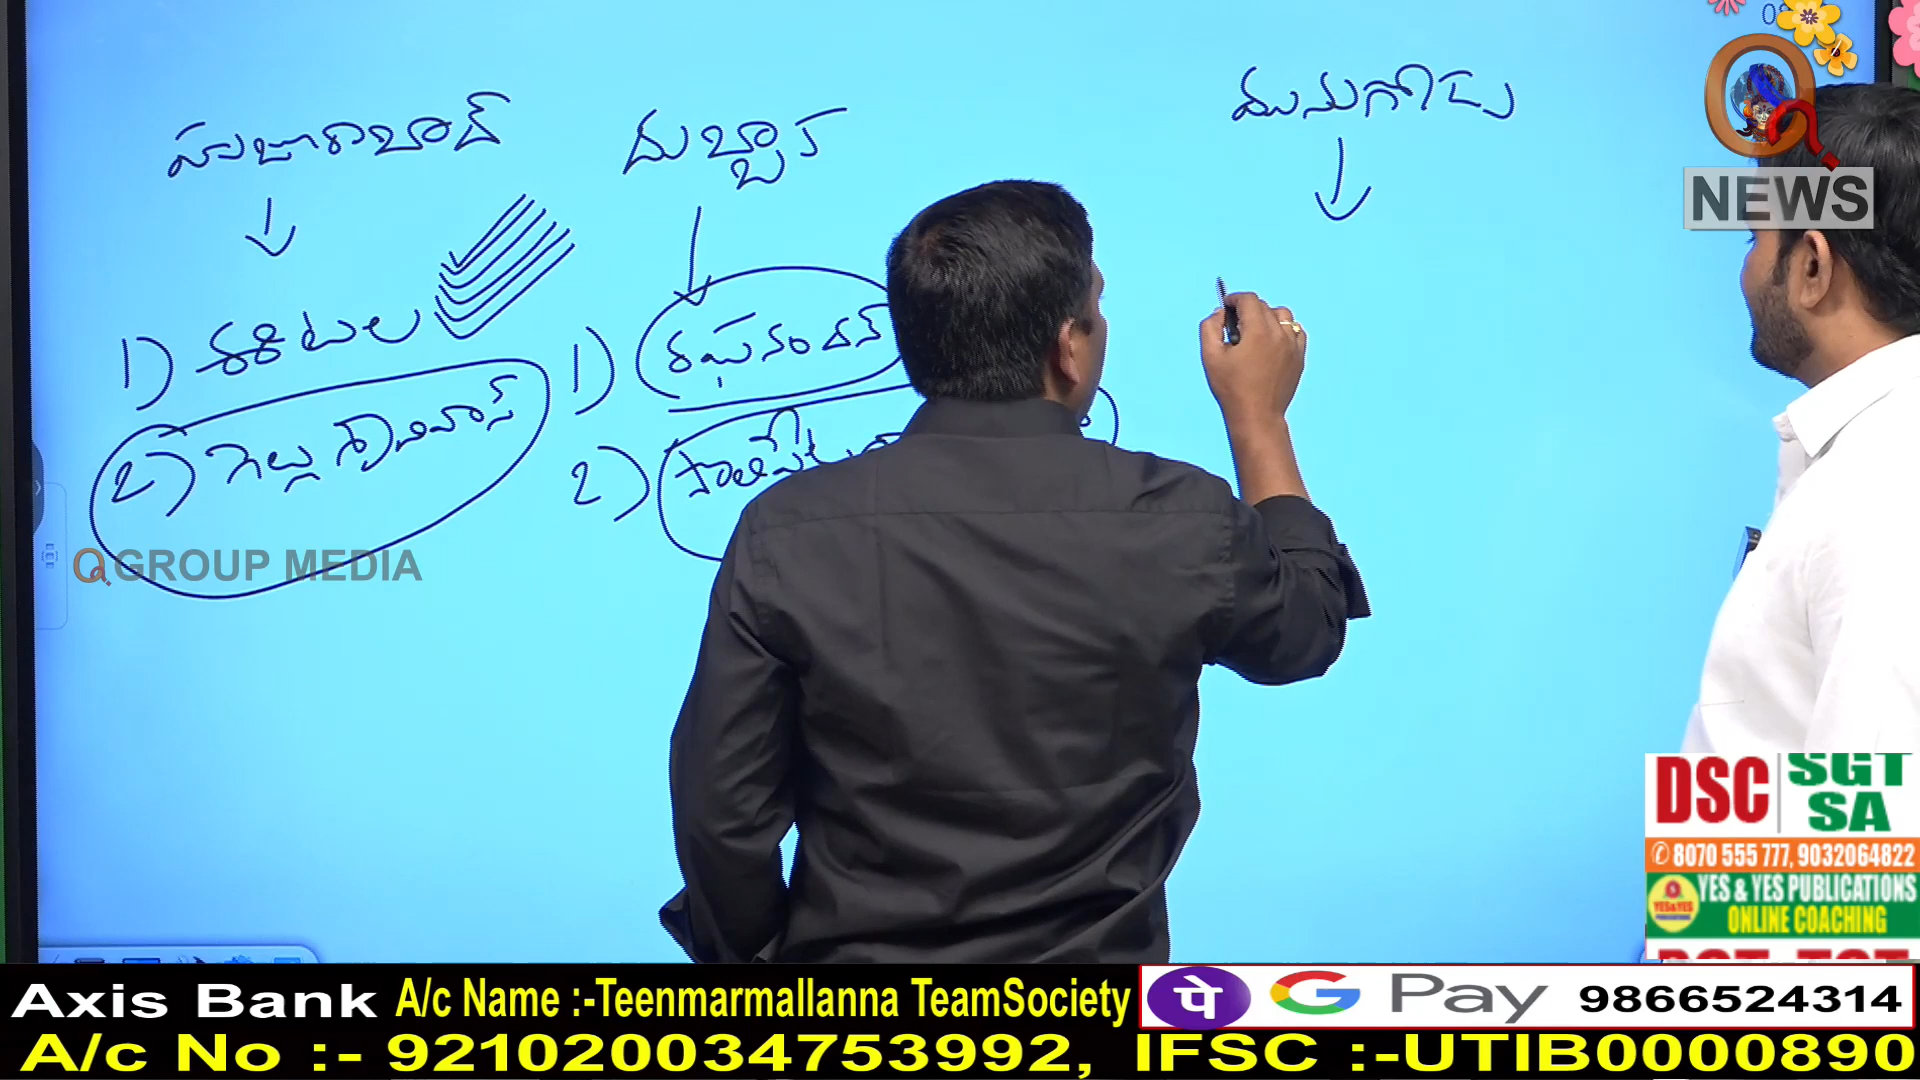 హుజురాబాద్
దుబ్బాక
మునుగోడు
1) ఈటల
2) గెల్లు శ్రీనివాస్
1) రఘునందన్
2)
Q NEWS
Q GROUP MEDIA
DSC SGT SA
8070 555 777, 9032064822
YES & YES PUBLICATIONS
ONLINE COACHING
Axis Bank A/c Name :-Teenmarmallanna TeamSociety
पे G Pay 9866524314
A/c No :- 921020034753992, IFSC :-UTIB0000890